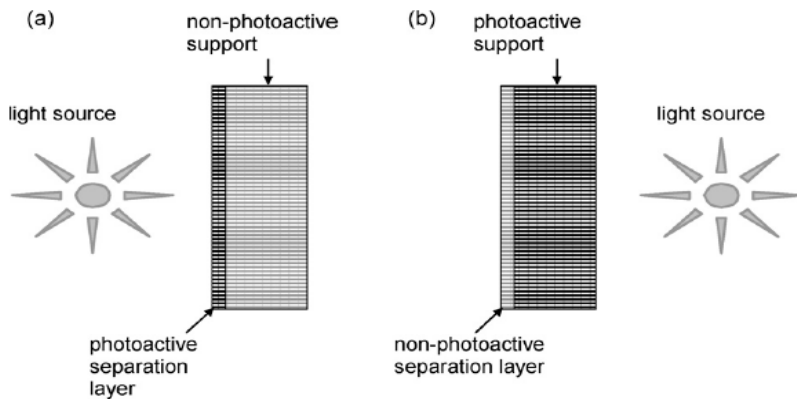 (a)
non-photoactive
support
light source
photoactive
separation
layer
(b)
photoactive
support
light source
non-photoactive
separation layer